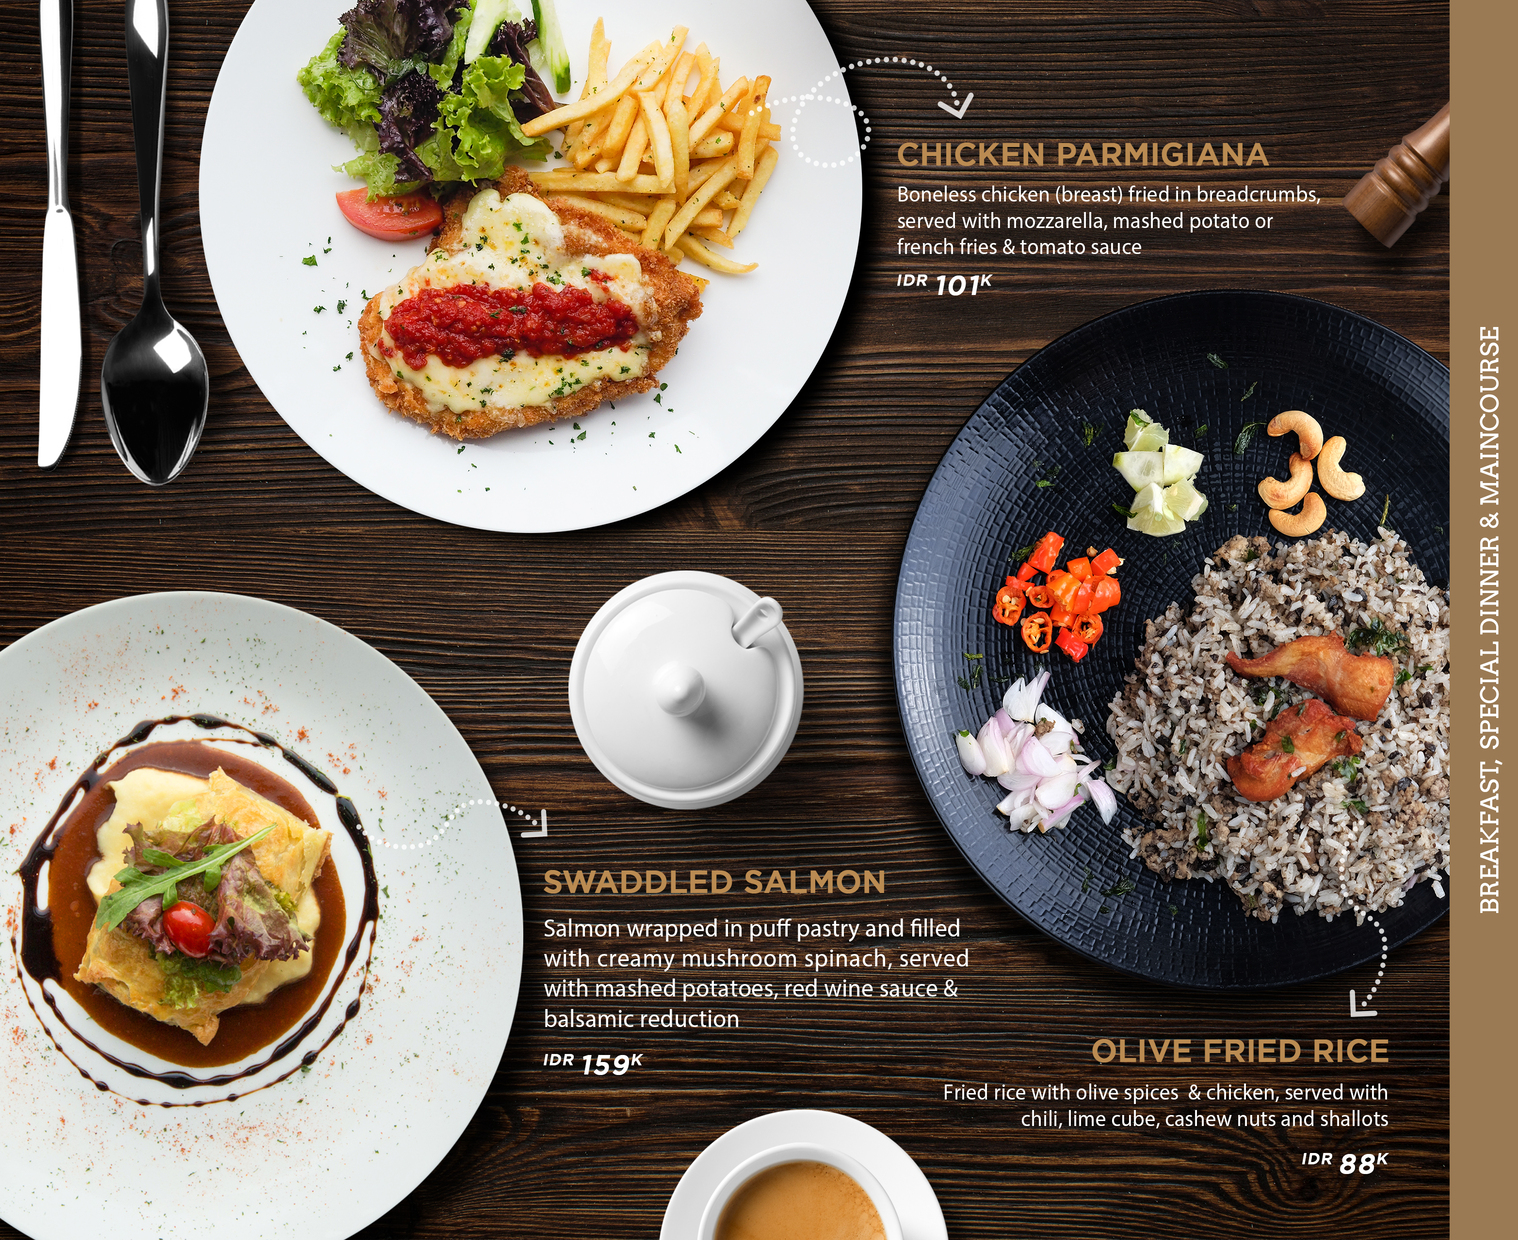 CHICKEN PARMIGIANA
Boneless chicken (breast) fried in breadcrumbs,
served with mozzarella, mashed potato or
french fries & tomato sauce
IDR 101K
SWADDLED SALMON
Salmon wrapped in puff pastry and filled
with creamy mushroom spinach, served
with mashed potatoes, red wine sauce &
balsamic reduction
IDR 159K
OLIVE FRIED RICE
Fried rice with olive spices & chicken, served with
chili, lime cube, cashew nuts and shallots
IDR 88K
BREAKFAST, SPECIAL DINNER & MAINCOURSE